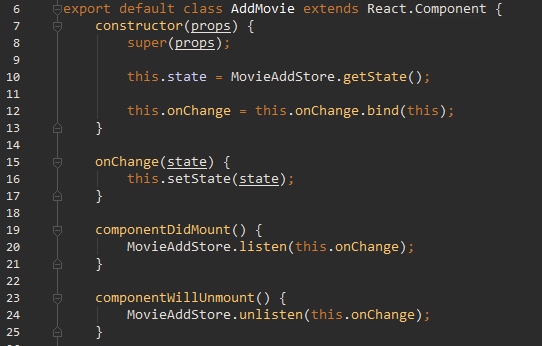 6 export default class AddMovie extends React.Component {
7     constructor(props) {
8         super(props);
9
10         this.state = MovieAddStore.getState();
11
12         this.onChange = this.onChange.bind(this);
13     }
14
15     onChange(state) {
16         this.setState(state);
17     }
18
19     componentDidMount() {
20         MovieAddStore.listen(this.onChange);
21     }
22
23     componentWillUnmount() {
24         MovieAddStore.unlisten(this.onChange);
25     }